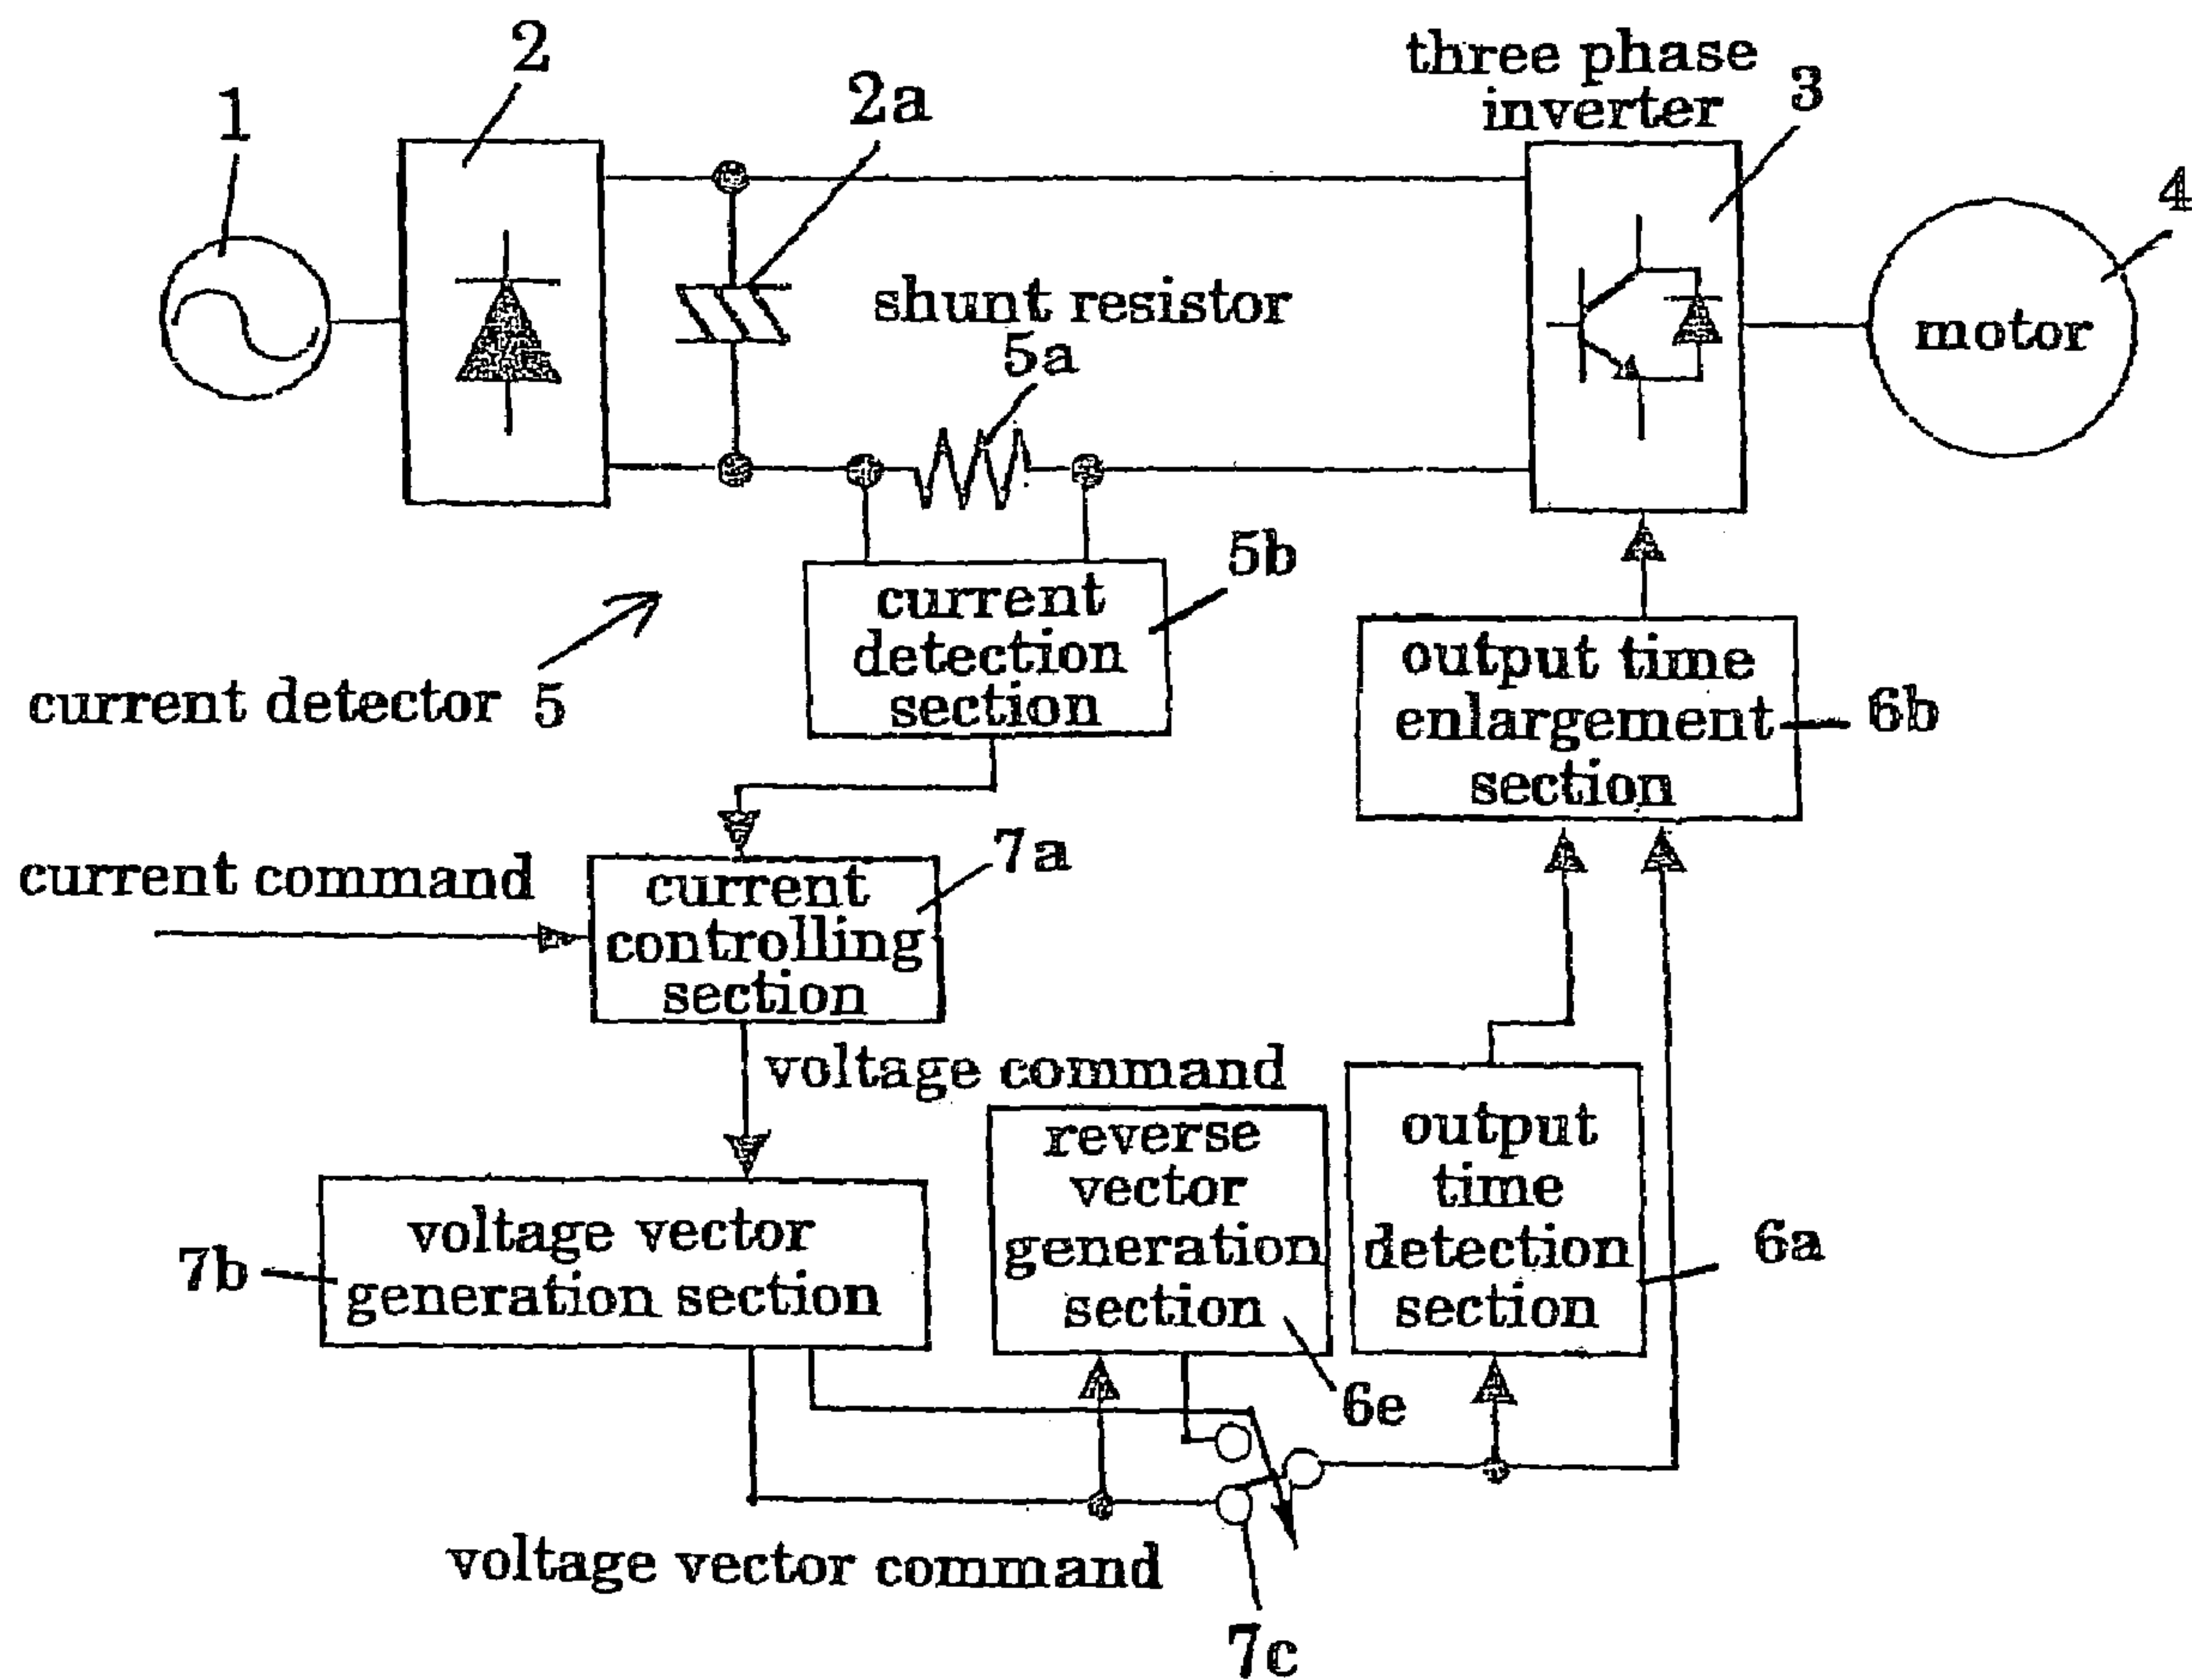 1
2
2a
three phase
inverter
3
4
shunt resistor
5a
motor
5b
current
detection
section
current detector 5
output time
enlargement
section
6b
current command
7a
current
controlling
section
voltage command
reverse
vector
generation
section
output
time
detection
section
6a
7b
voltage vector
generation section
6e
voltage vector command
7c